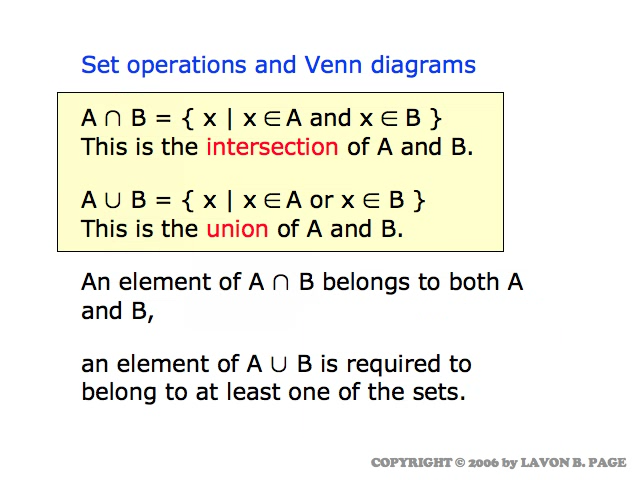 Set operations and Venn diagrams
A ∩ B = { x | x ∈ A and x ∈ B }
This is the intersection of A and B.
A ∪ B = { x | x ∈ A or x ∈ B }
This is the union of A and B.
An element of A ∩ B belongs to both A
and B,
an element of A ∪ B is required to
belong to at least one of the sets.
COPYRIGHT © 2006 by LAVON B. PAGE